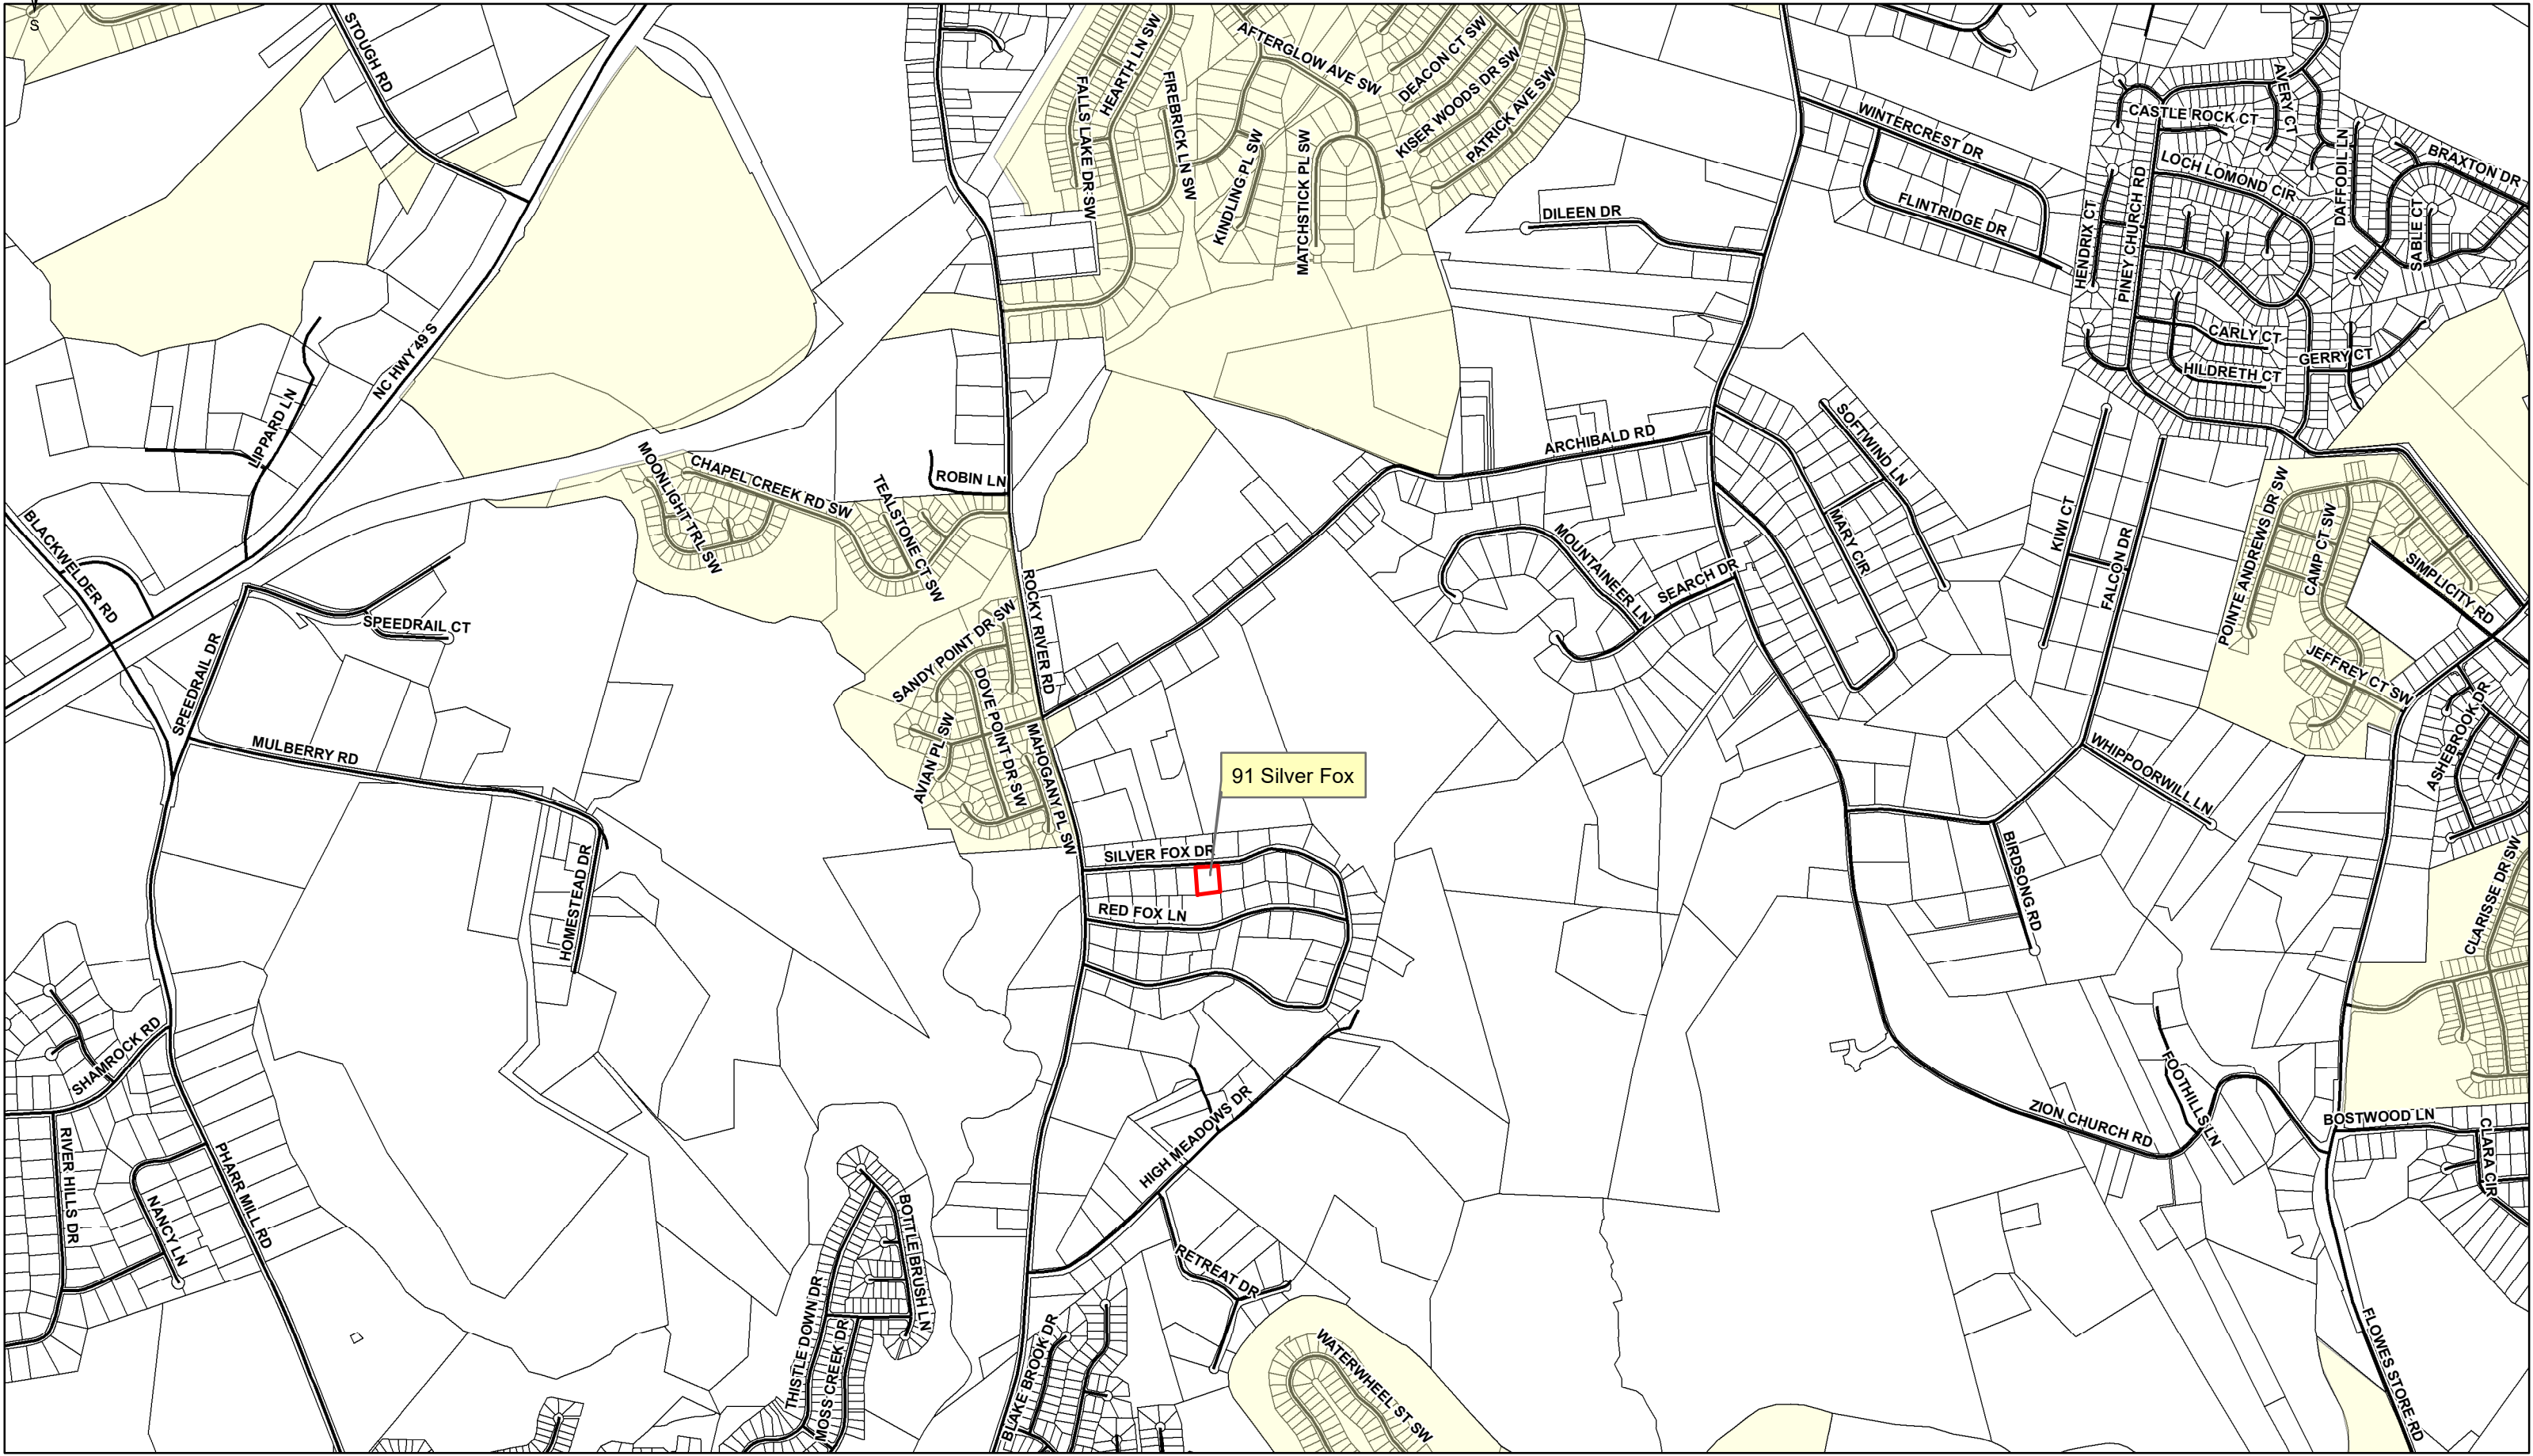 S
STOUGH RD
HEARTH LN SW
AFTERGLOW AVE SW
DEACON CT SW
KISER WOODS DR SW
PATRICK AVE SW
FALLS LAKE DR SW
FIREBRICK LN SW
KINDLING PL SW
MATCHSTICK PL SW
WINTERCREST DR
FLINTRIDGE DR
DILEEN DR
CASTLE ROCK CT
AVERY CT
DAFFODIL LN
BRAXTON DR
LOCH LOMOND CIR
HENDRIX CT
PINEY CHURCH RD
SABLE CT
CARLY CT
GERRY CT
HILDRETH CT
NC HWY 49 S
LIPPARD LN
MOONLIGHT TRL SW
CHAPEL CREEK RD SW
TEALSTONE CT SW
ROBIN LN
ARCHIBALD RD
SOFTWIND LN
MARY CIR
MOUNTAINEER LN
SEARCH DR
KIWI CT
FALCON DR
POINTE ANDREWS DR SW
CAMP CT SW
SIMPLICITY RD
JEFFREY CT SW
ASHEBROOK DR
BLACKWELDER RD
SPEEDRAIL CT
SPEEDRAIL DR
MULBERRY RD
ROCKY RIVER RD
SANDY POINT DR SW
DOVE POINT DR SW
AVIAN PL SW
MAHOGANY PL SW
91 Silver Fox
SILVER FOX DR
RED FOX LN
WHIPPOORWILL LN
BIRDSONG RD
CLARISSE DR SW
HOMESTEAD DR
SHAMROCK RD
RIVER HILLS DR
NANCY LN
PHARR MILL RD
HIGH MEADOWS DR
RETREAT DR
FOOTHILLS LN
ZION CHURCH RD
BOSTWOOD LN
CLARA CIR
BOTTLE BRUSH LN
THISTLE DOWN DR
MOSS CREEK DR
BLAKE BROOK DR
WATERWHEEL ST SW
FLOWES STORE RD